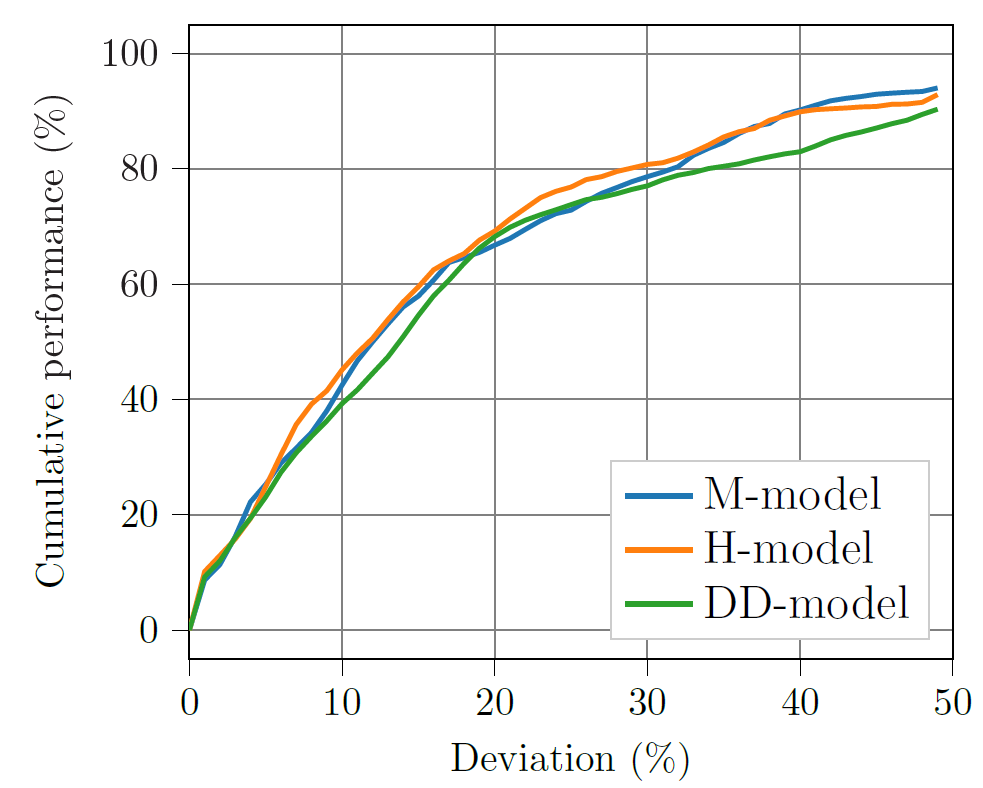 Cumulative performance (%)
100
80
60
40
20
0
M-model
H-model
DD-model
0 10 20 30 40 50
Deviation (%)